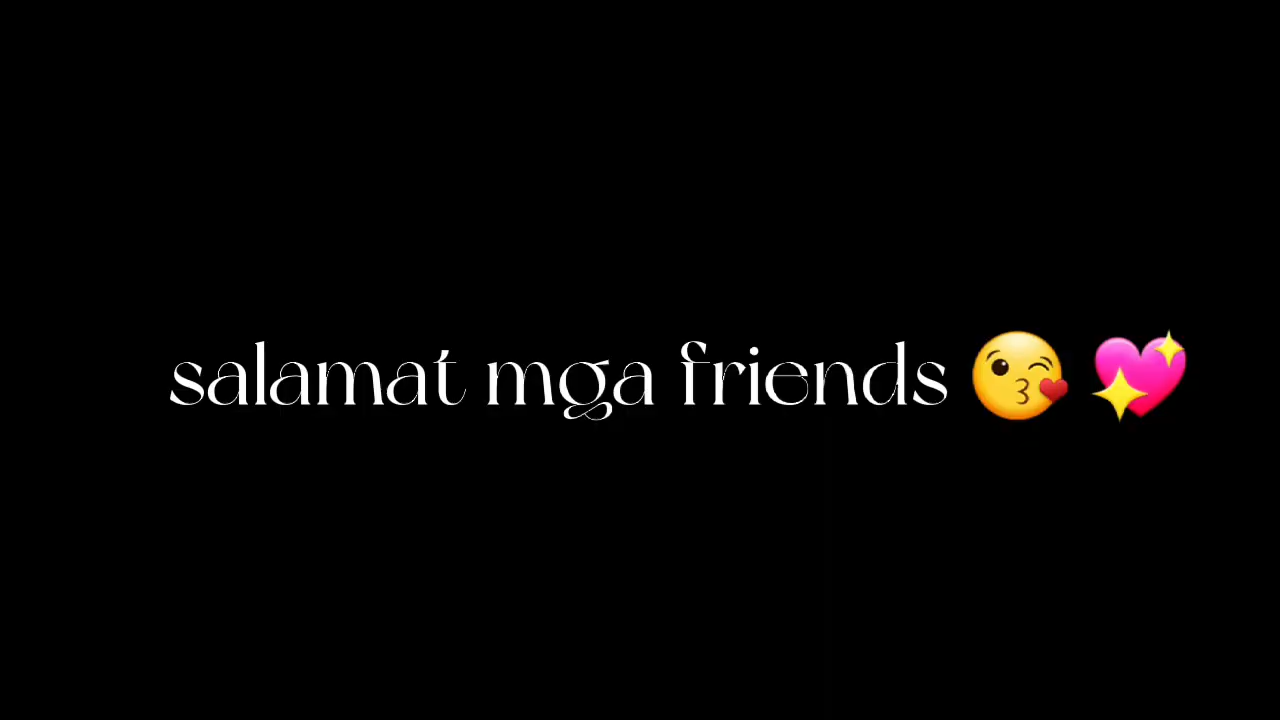 salamat mga friends 😘 💖